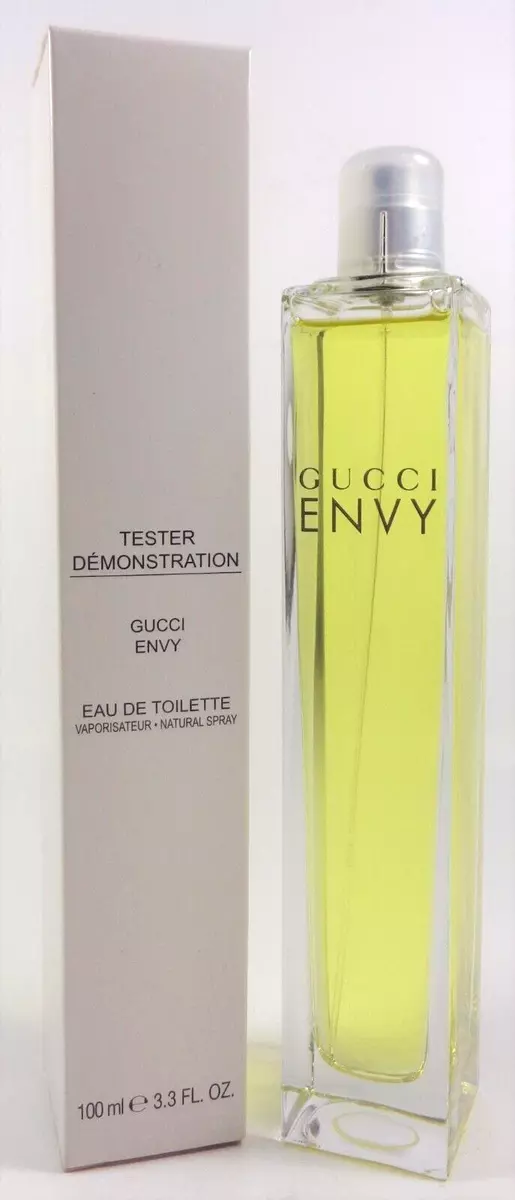 TESTER
DÉMONSTRATION
GUCCI
ENVY
EAU DE TOILETTE
VAPORISATEUR • NATURAL SPRAY
100 ml ℮ 3.3 FL. OZ.
GUCCI
ENVY